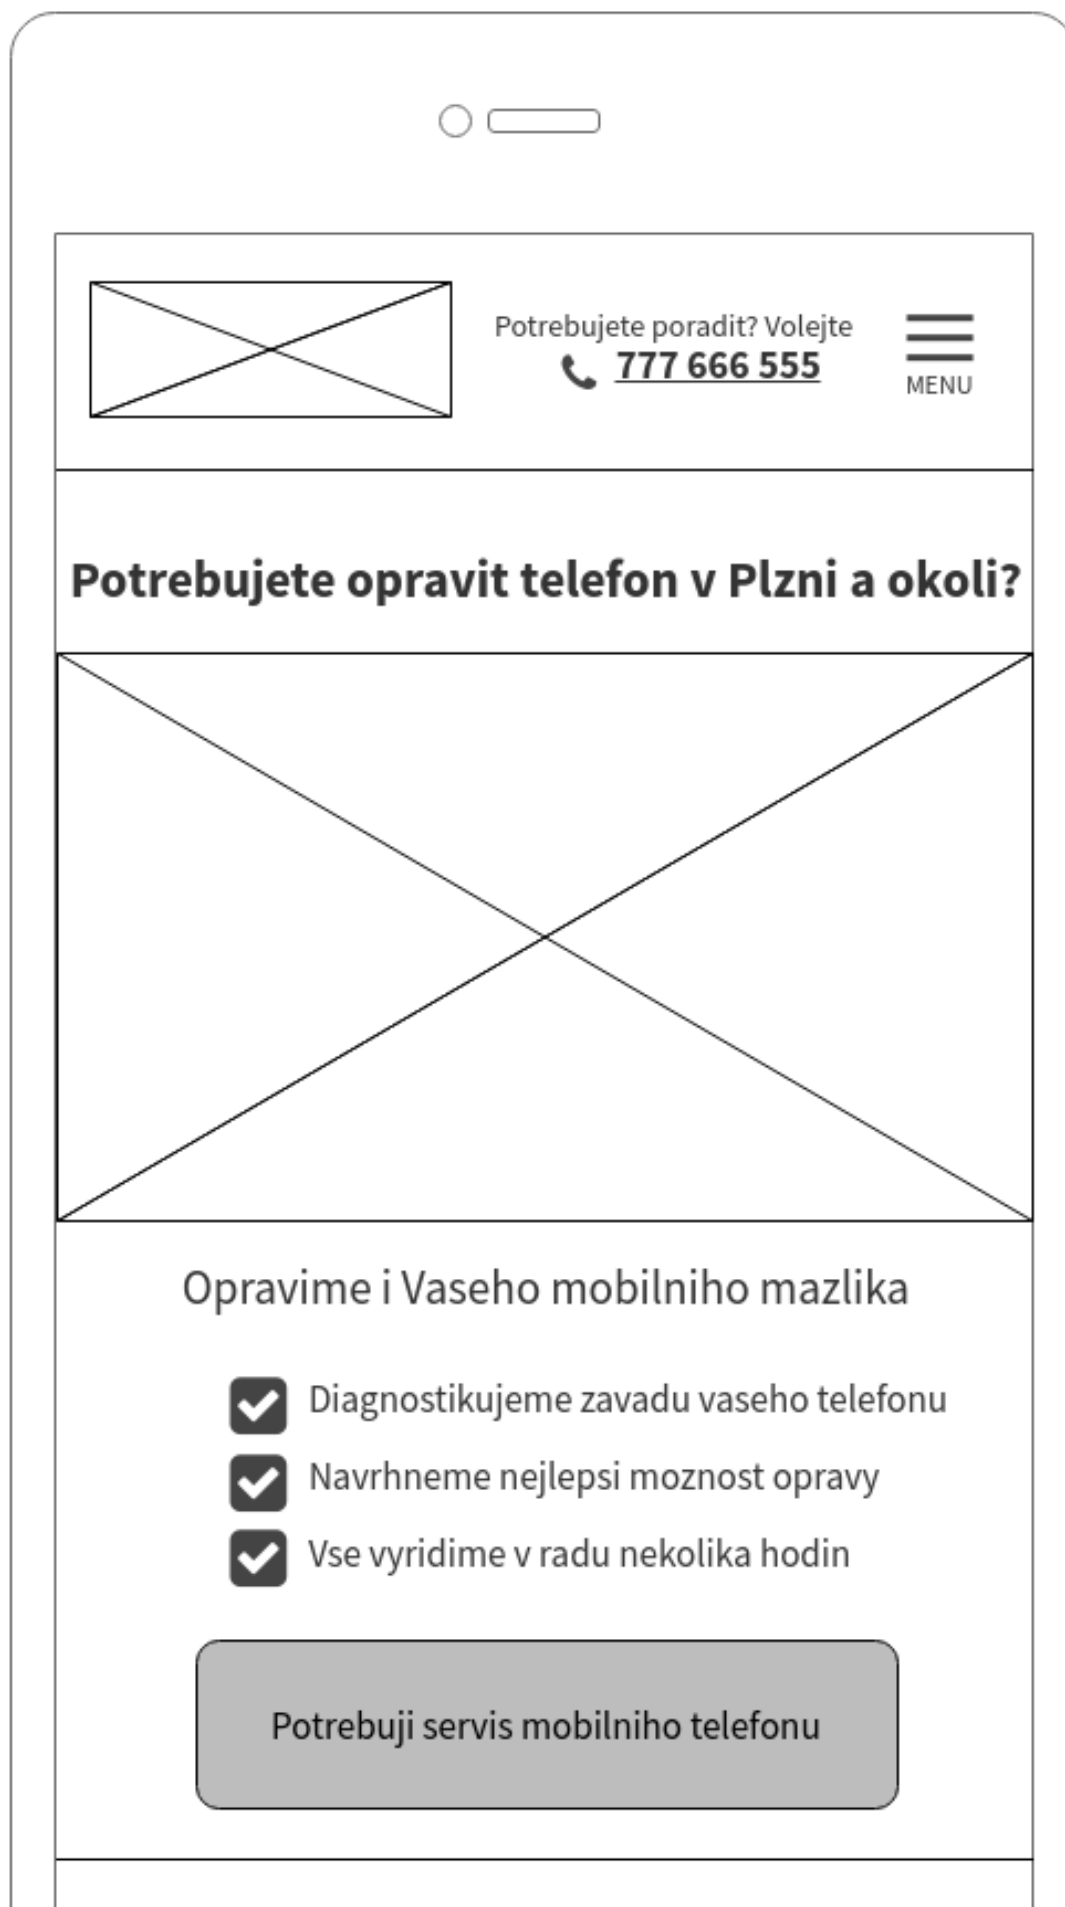 Potrebujete poradit? Volejte
777 666 555
MENU
Potrebujete opravit telefon v Plzni a okoli?
Opravime i Vaseho mobilniho mazlika
Diagnostikujeme zavadu vaseho telefonu
Navrhneme nejlepsi moznost opravy
Vse vyridime v radu nekolika hodin
Potrebuji servis mobilniho telefonu